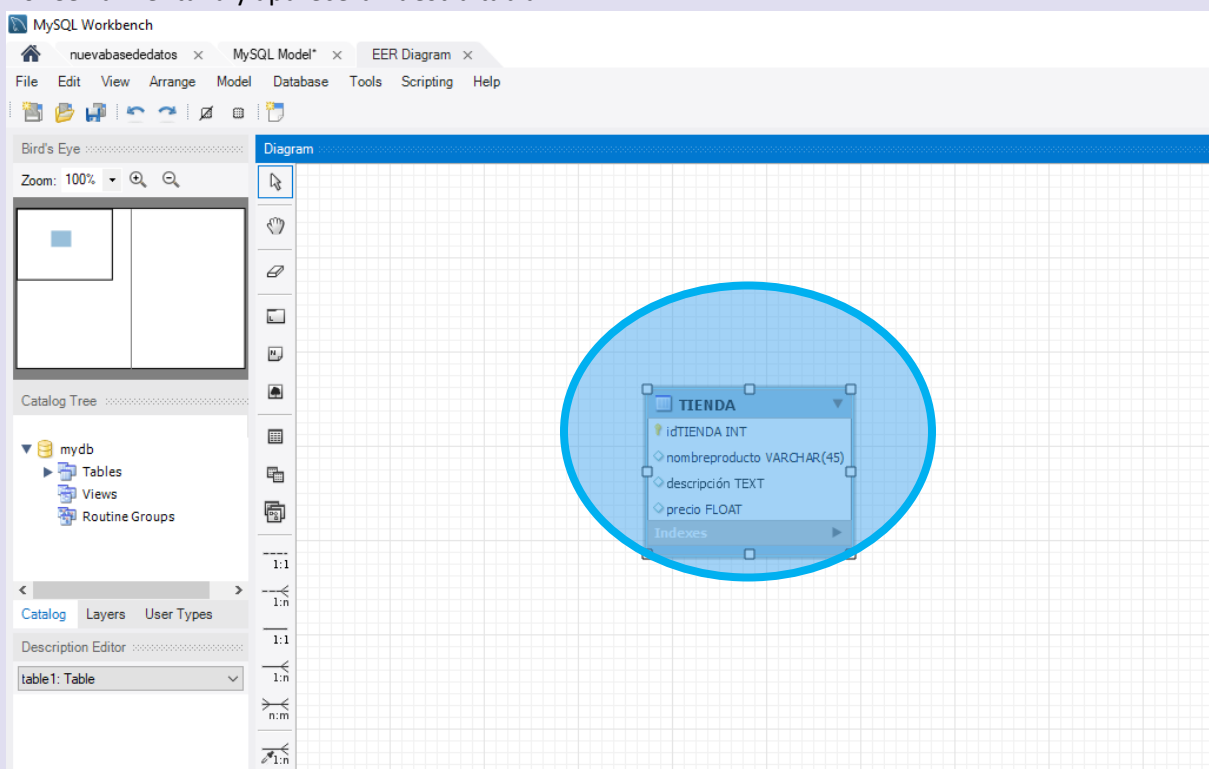 MySQL Workbench
nuevabasededatos × MySQL Model* × EER Diagram ×
File Edit View Arrange Model Database Tools Scripting Help
Bird's Eye
Diagram
Zoom: 100%
TIENDA
idTIENDA INT
nombreproducto VARCHAR(45)
descripción TEXT
precio FLOAT
Indexes
Catalog Tree
mydb
Tables
Views
Routine Groups
Catalog Layers User Types
Description Editor
table1: Table
1:1
1:n
1:1
1:n
n:m
1:n